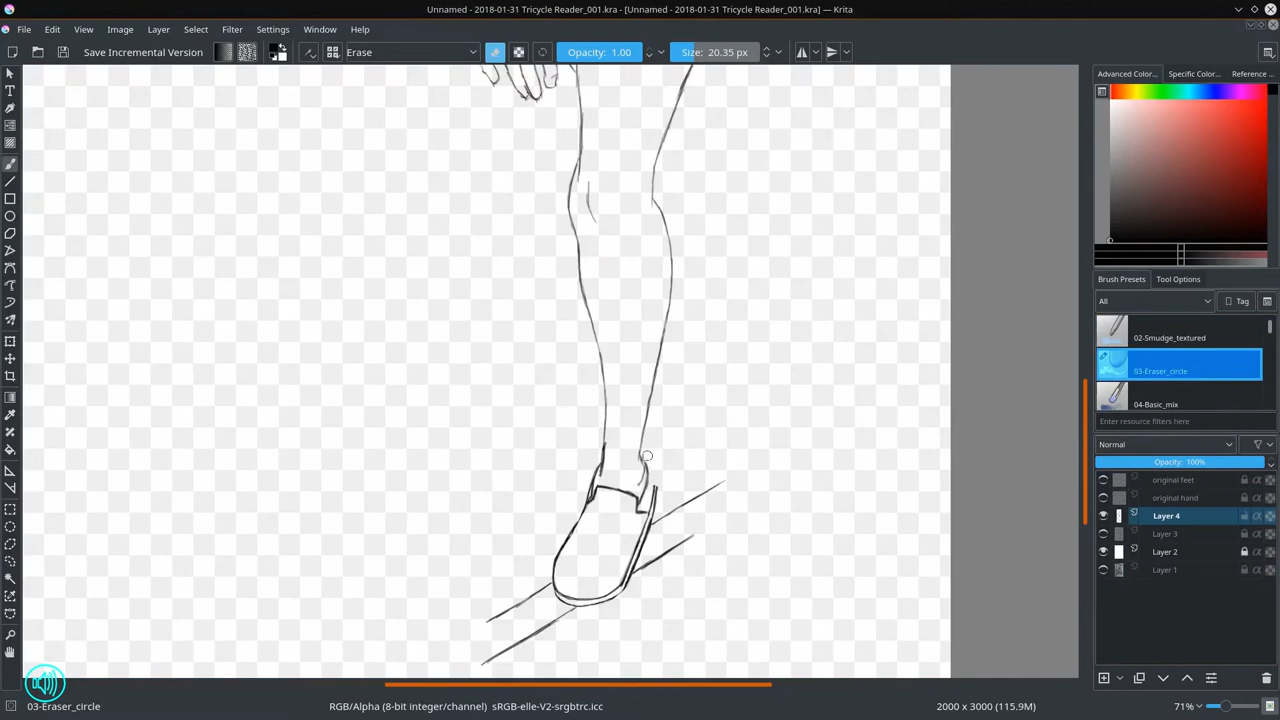 Unnamed - 2018-01-31 Tricycle Reader_001.kra - [Unnamed - 2018-01-31 Tricycle Reader_001.kra] — Krita
File Edit View Image Layer Select Filter Settings Window Help
Save Incremental Version Erase Opacity: 1.00 Size: 20.35 px
Advanced Color... Specific Color... Reference ...
Brush Presets Tool Options
All Tag
02-Smudge_textured
03-Eraser_circle
04-Basic_mix
Enter resource filters here
Normal
Opacity: 100%
original feet
original hand
Layer 4
Layer 3
Layer 2
Layer 1
03-Eraser_circle RGB/Alpha (8-bit integer/channel) sRGB-elle-V2-srgbtrc.icc 2000 x 3000 (115.9M) 71%